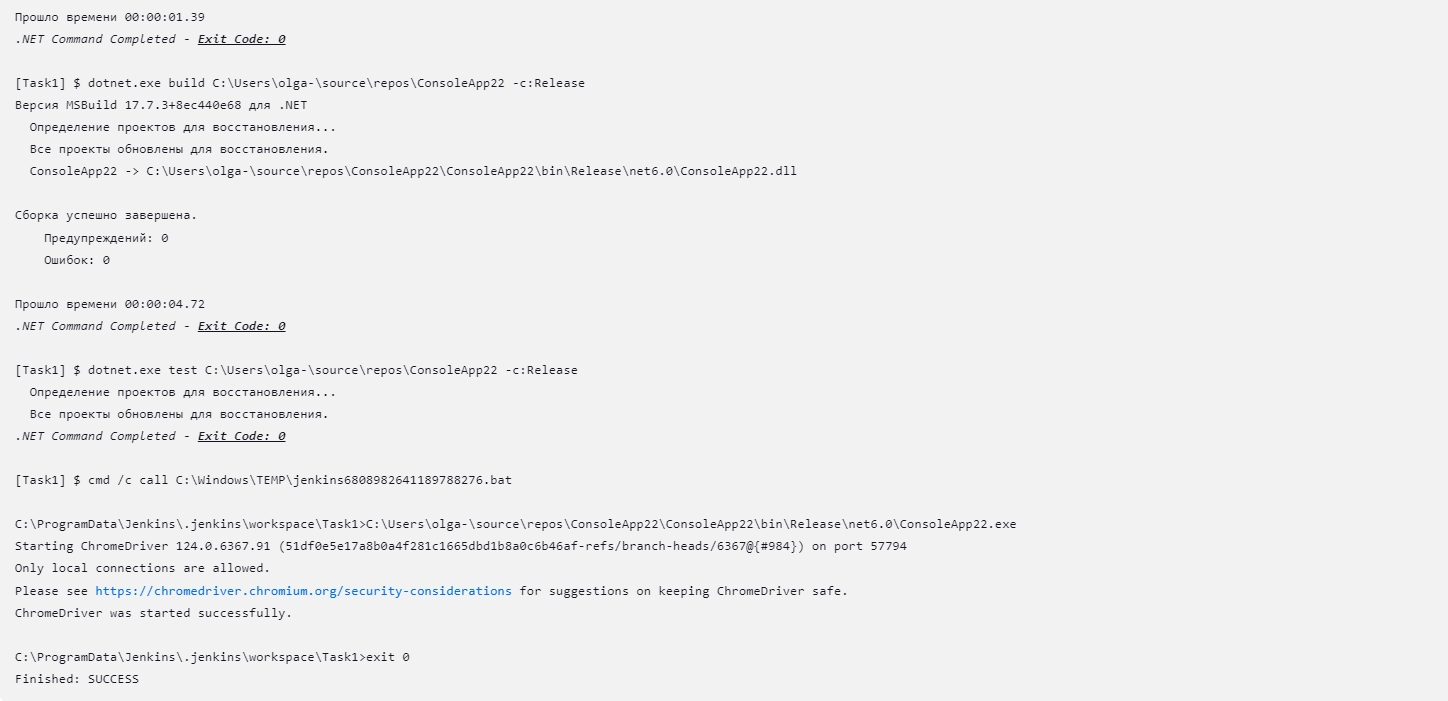 Прошло времени 00:00:01.39
.NET Command Completed - Exit Code: 0
[Task1] $ dotnet.exe build C:\Users\olga-\source\repos\ConsoleApp22 -c:Release
Версия MSBuild 17.7.3+8ec440e68 для .NET
Определение проектов для восстановления...
Все проекты обновлены для восстановления.
ConsoleApp22 -> C:\Users\olga-\source\repos\ConsoleApp22\ConsoleApp22\bin\Release\net6.0\ConsoleApp22.dll
Сборка успешно завершена.
Предупреждений: 0
Ошибок: 0
Прошло времени 00:00:04.72
.NET Command Completed - Exit Code: 0
[Task1] $ dotnet.exe test C:\Users\olga-\source\repos\ConsoleApp22 -c:Release
Определение проектов для восстановления...
Все проекты обновлены для восстановления.
.NET Command Completed - Exit Code: 0
[Task1] $ cmd /c call C:\Windows\TEMP\jenkins6808982641189788276.bat
C:\ProgramData\Jenkins\.jenkins\workspace\Task1>C:\Users\olga-\source\repos\ConsoleApp22\ConsoleApp22\bin\Release\net6.0\ConsoleApp22.exe
Starting ChromeDriver 124.0.6367.91 (51df0e5e17a8b0a4f281c1665dbd1b8a0c6b46af-refs/branch-heads/6367@{#984}) on port 57794
Only local connections are allowed.
Please see https://chromedriver.chromium.org/security-considerations for suggestions on keeping ChromeDriver safe.
ChromeDriver was started successfully.
C:\ProgramData\Jenkins\.jenkins\workspace\Task1>exit 0
Finished: SUCCESS